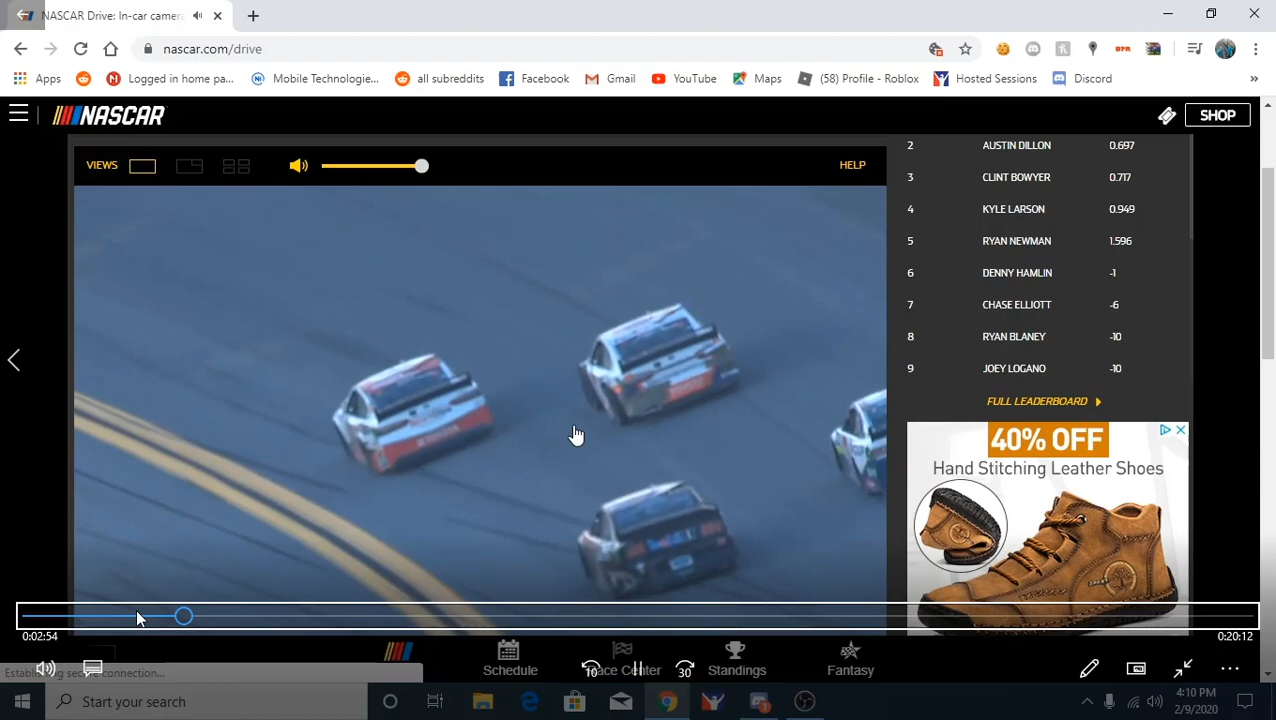 NASCAR Drive: In-car camera
nascar.com/drive
Apps
Logged in home pa...
Mobile Technologie...
all subreddits
Facebook
Gmail
YouTube
Maps
(58) Profile - Roblox
Hosted Sessions
Discord
»
NASCAR
SHOP
VIEWS
HELP
2 AUSTIN DILLON 0.697
3 CLINT BOWYER 0.717
4 KYLE LARSON 0.949
5 RYAN NEWMAN 1.596
6 DENNY HAMLIN -1
7 CHASE ELLIOTT -6
8 RYAN BLANEY -10
9 JOEY LOGANO -10
FULL LEADERBOARD
40% OFF
Hand Stitching Leather Shoes
0:02:54
0:20:12
Schedule
Race Center
Standings
Fantasy
10
30
Establishing secure connection...
Search your computer
4:10 PM
2/9/2020